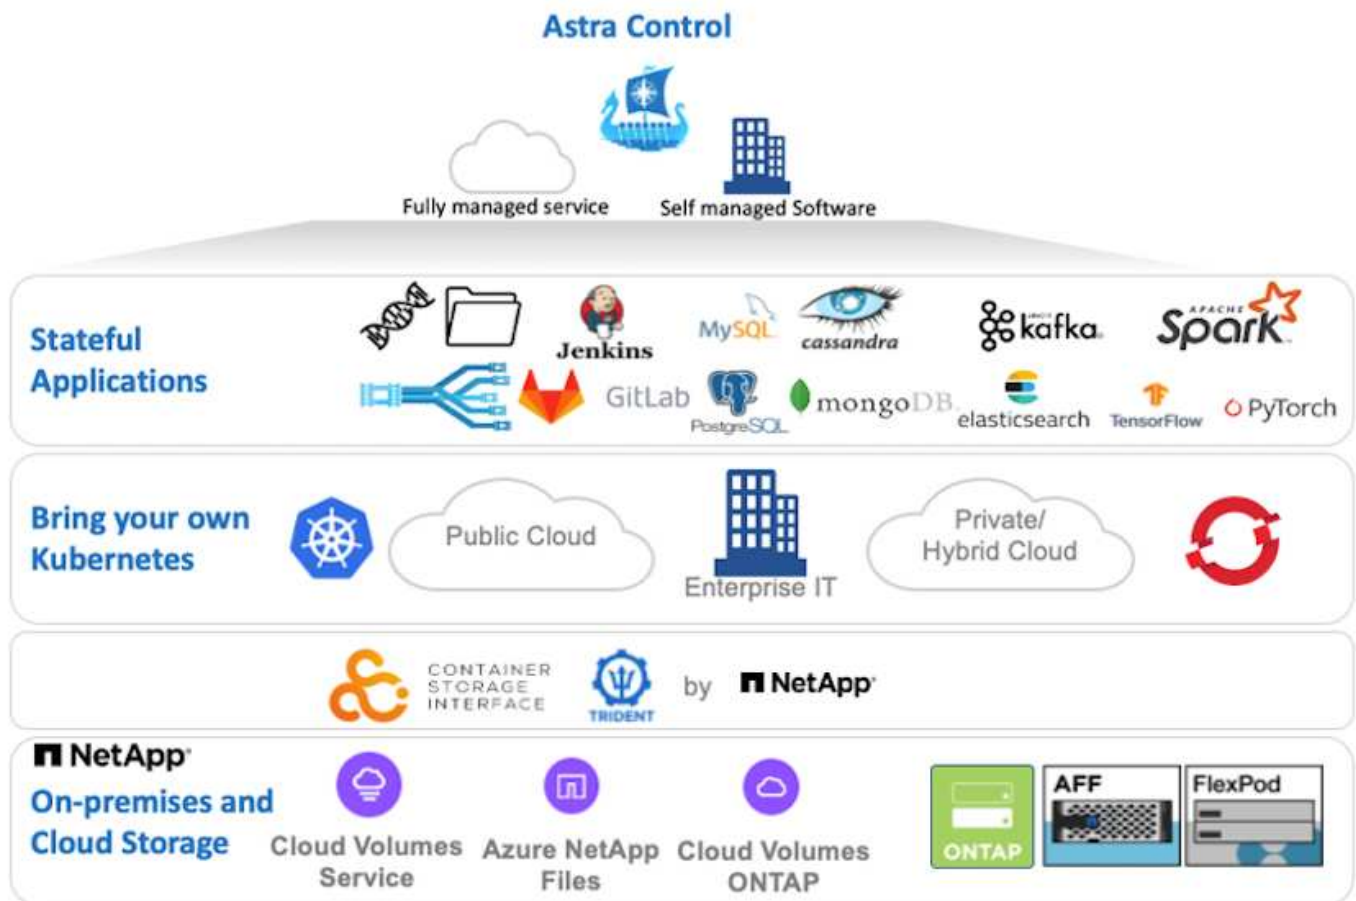 Astra Control
Fully managed service
Self managed Software
Stateful
Applications
Jenkins
MySQL
cassandra
kafka
APACHE
Spark
GitLab
PostgreSQL
mongoDB
elasticsearch
TensorFlow
PyTorch
Bring your own
Kubernetes
Public Cloud
Enterprise IT
Private/
Hybrid Cloud
CONTAINER
STORAGE
INTERFACE
TRIDENT
by
NetApp
NetApp
On-premises and
Cloud Storage
Cloud Volumes
Service
Azure NetApp
Files
Cloud Volumes
ONTAP
ONTAP
AFF
FlexPod